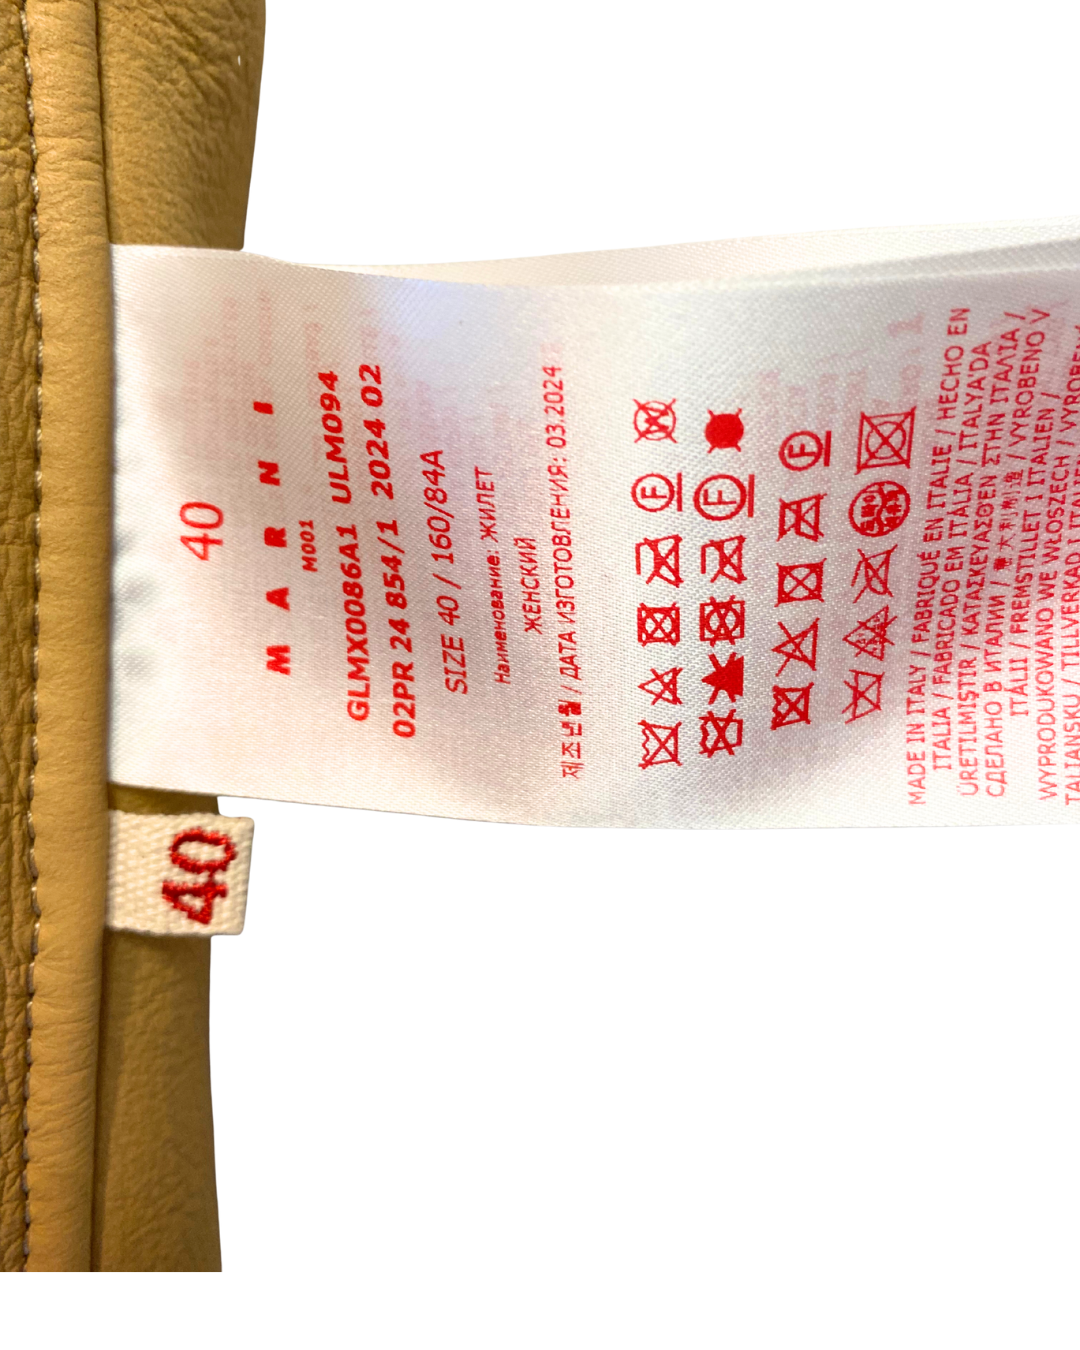 40
MARNI
M001
GLMX0086A1 ULM094
02PR 24 854/1 2024 02
SIZE 40 / 160/84A
Наименование: ЖИЛЕТ
ЖЕНСКИЙ
제조년월 / ДАТА ИЗГОТОВЛЕНИЯ: 03.2024
F
F
F
MADE IN ITALY / FABRIQUÉ EN ITALIE / HECHO EN
ITALIA / FABRICADO EM ITÁLIA / ITALYA'DA
ÜRETILMIŞTIR / ΚΑΤΑΣΚΕΥΑΣΘΕΝ ΣΤΗΝ ΙΤΑΛΙΑ /
СДЕЛАНО В ИТАЛИИ / 意大利制造 / VYROBENO V
ITÁLII / FREMSTILLET I ITALIEN /
WYPRODUKOWANO WE WŁOSZECH /
TALIANSKU / TILLVERKAD
40